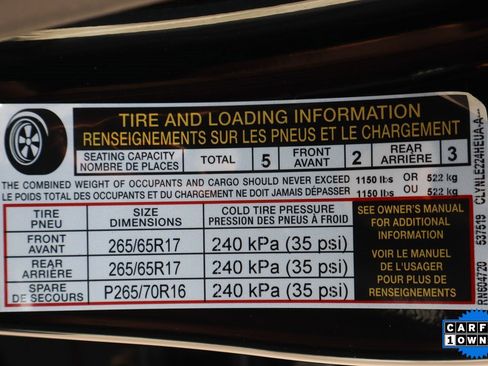 TIRE AND LOADING INFORMATION
RENSEIGNEMENTS SUR LES PNEUS ET LE CHARGEMENT
SEATING CAPACITY
NOMBRE DE PLACES
TOTAL 5
FRONT
AVANT 2
REAR
ARRIÈRE 3
THE COMBINED WEIGHT OF OCCUPANTS AND CARGO SHOULD NEVER EXCEED 1150 lbs OR 522 kg
LE POIDS TOTAL DES OCCUPANTS ET DU CHARGEMENT NE DOIT JAMAIS DÉPASSER 1150 lbs OU 522 kg
TIRE
PNEU
SIZE
DIMENSIONS
COLD TIRE PRESSURE
PRESSION DES PNEUS À FROID
FRONT
AVANT
265/65R17
240 kPa (35 psi)
REAR
ARRIÈRE
265/65R17
240 kPa (35 psi)
SPARE
DE SECOURS
P265/70R16
240 kPa (35 psi)
SEE OWNER'S MANUAL
FOR ADDITIONAL
INFORMATION
VOIR LE MANUEL
DE L'USAGER
POUR PLUS DE
RENSEIGNEMENTS
RN604720 537519 CLYNLE224HEUA-A-
CARF
1 OWN